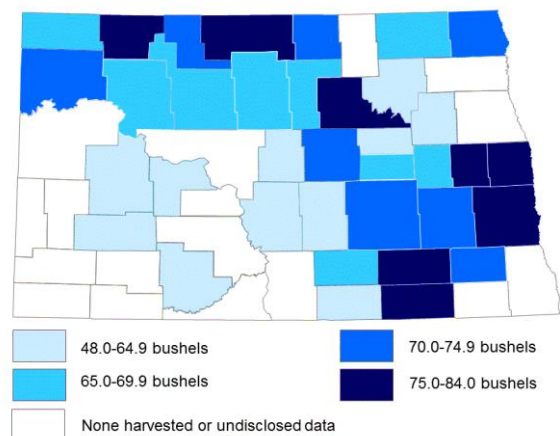 48.0-64.9 bushels
70.0-74.9 bushels
65.0-69.9 bushels
75.0-84.0 bushels
None harvested or undisclosed data